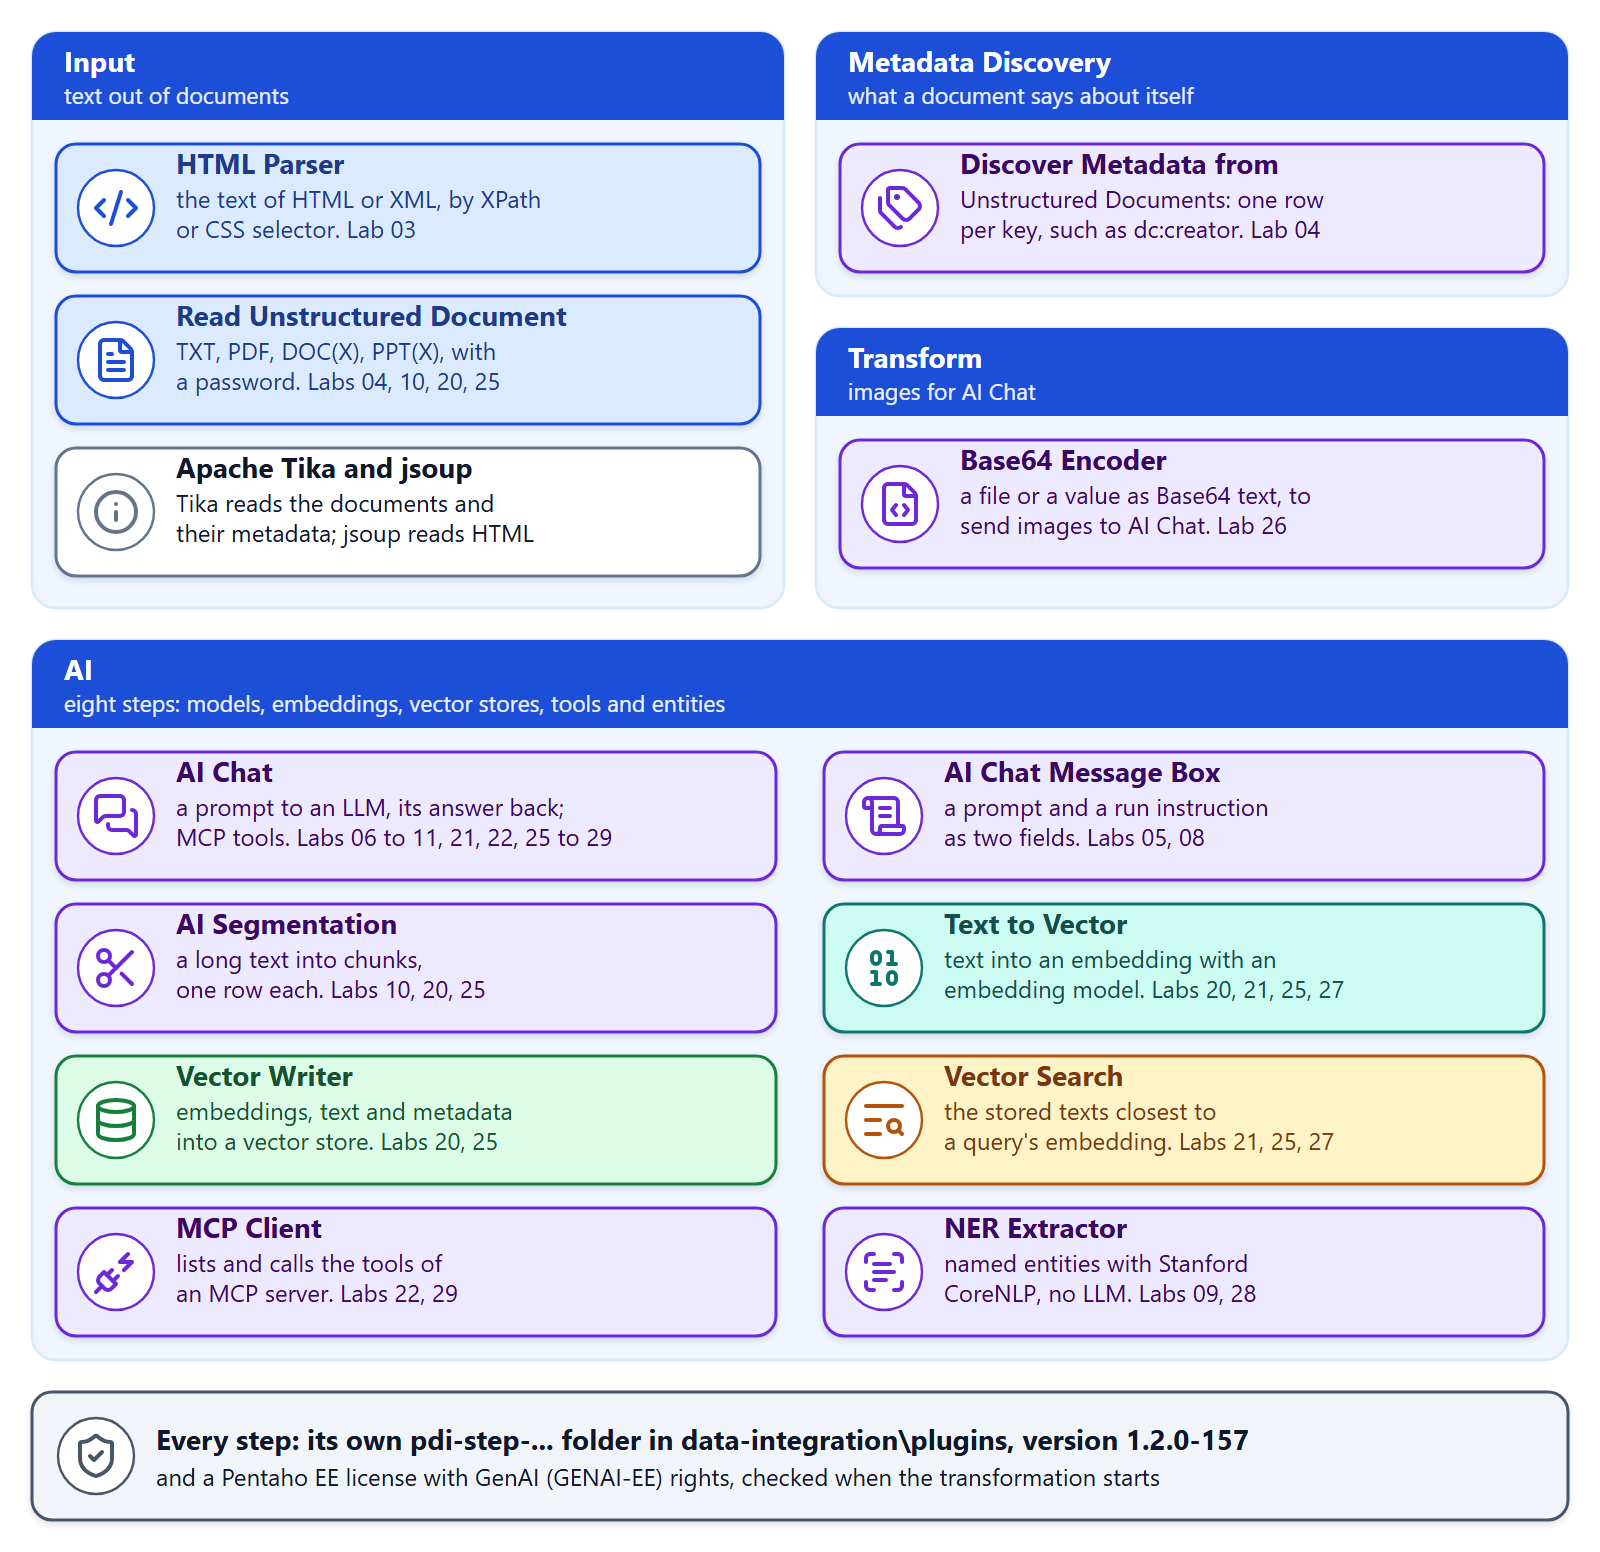 Input
text out of documents
HTML Parser
the text of HTML or XML, by XPath
or CSS selector. Lab 03
Read Unstructured Document
TXT, PDF, DOC(X), PPT(X), with
a password. Labs 04, 10, 20, 25
Apache Tika and jsoup
Tika reads the documents and
their metadata; jsoup reads HTML
Metadata Discovery
what a document says about itself
Discover Metadata from
Unstructured Documents: one row
per key, such as dc:creator. Lab 04
Transform
images for AI Chat
Base64 Encoder
a file or a value as Base64 text, to
send images to AI Chat. Lab 26
AI
eight steps: models, embeddings, vector stores, tools and entities
AI Chat
a prompt to an LLM, its answer back;
MCP tools. Labs 06 to 11, 21, 22, 25 to 29
AI Chat Message Box
a prompt and a run instruction
as two fields. Labs 05, 08
AI Segmentation
a long text into chunks,
one row each. Labs 10, 20, 25
01
10
Text to Vector
text into an embedding with an
embedding model. Labs 20, 21, 25, 27
Vector Writer
embeddings, text and metadata
into a vector store. Labs 20, 25
Vector Search
the stored texts closest to
a query's embedding. Labs 21, 25, 27
MCP Client
lists and calls the tools of
an MCP server. Labs 22, 29
NER Extractor
named entities with Stanford
CoreNLP, no LLM. Labs 09, 28
Every step: its own pdi-step-... folder in data-integration\plugins, version 1.2.0-157
and a Pentaho EE license with GenAI (GENAI-EE) rights, checked when the transformation starts